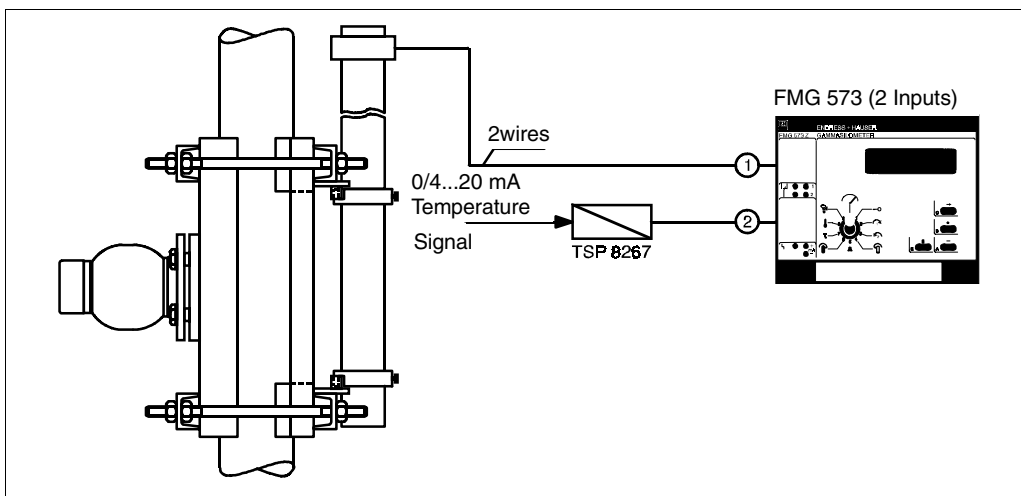 FMG 573 (2 Inputs)
ENDRESS + HAUSER
FMG 573 Z GAMMASILOMETER
2wires
1
0/4...20 mA
Temperature
Signal
2
TSP 8267